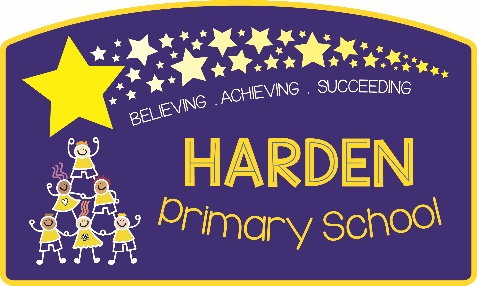 BELIEVING . ACHIEVING . SUCCEEDING
HARDEN
primary School